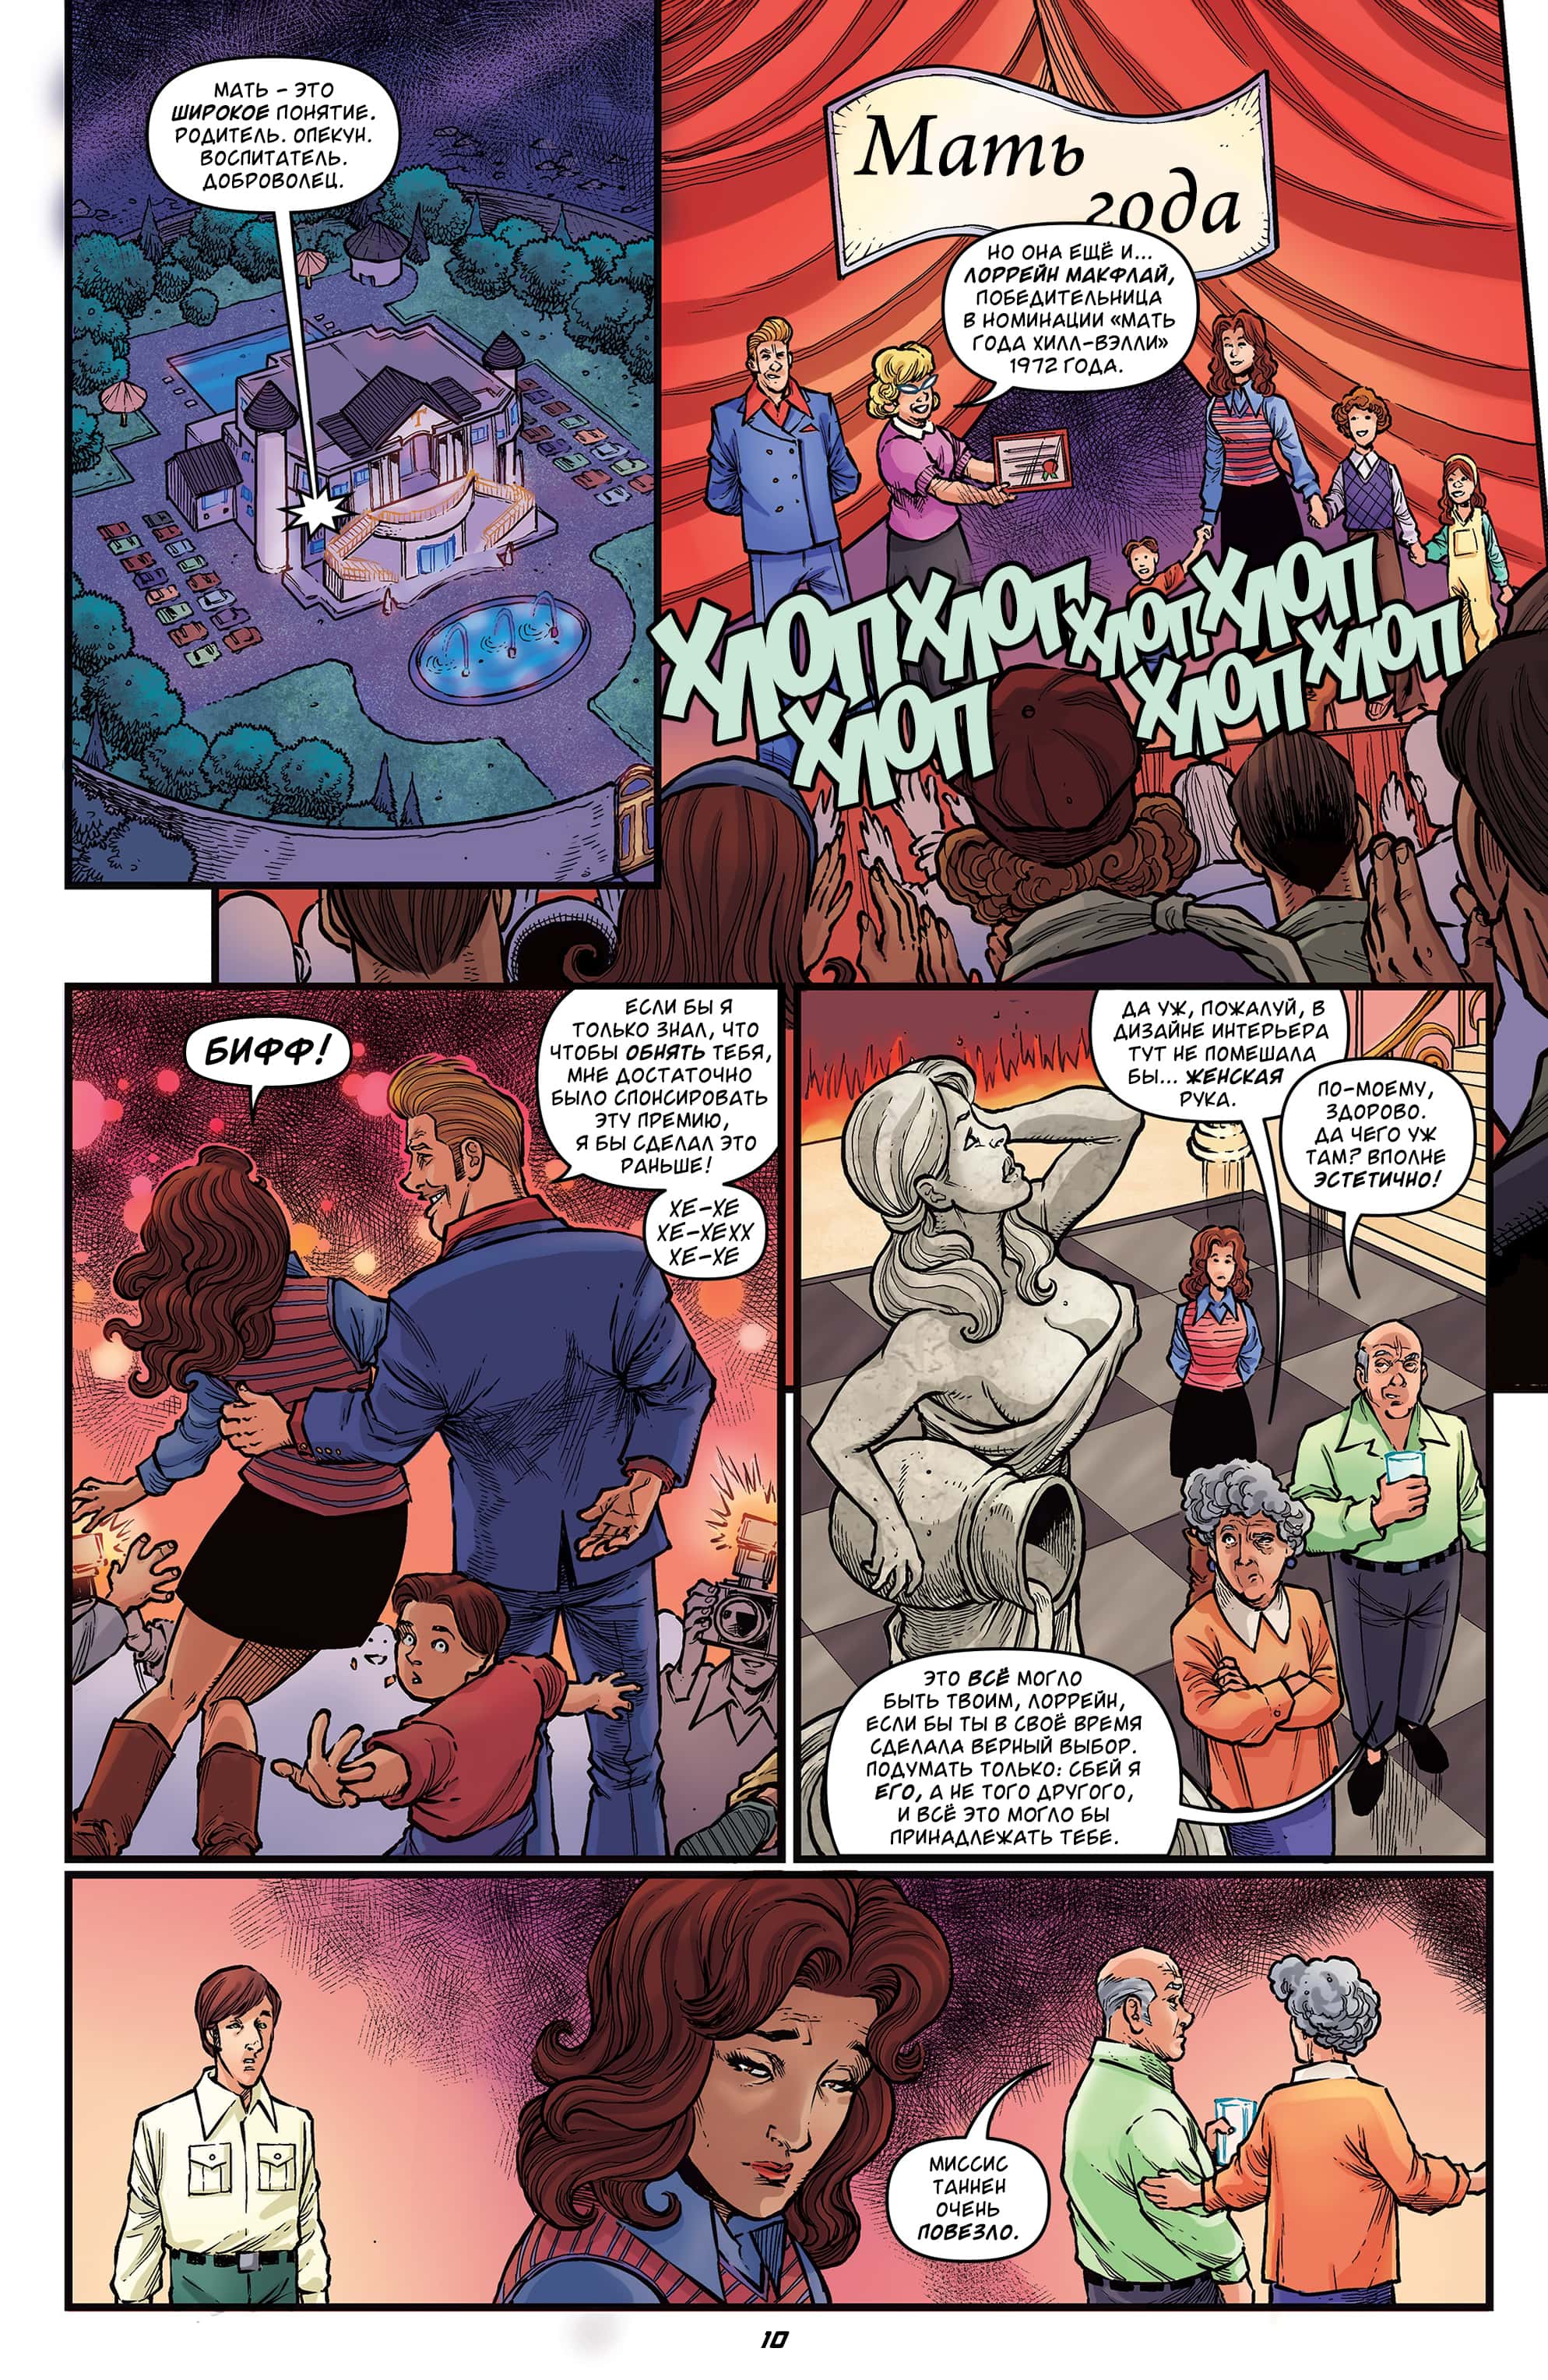 МАТЬ – ЭТО
ШИРОКОЕ ПОНЯТИЕ.
РОДИТЕЛЬ. ОПЕКУН.
ВОСПИТАТЕЛЬ.
ДОБРОВОЛЕЦ.
Мать
года
НО ОНА ЕЩЁ И...
ЛОРРЕЙН МАКФЛАЙ,
ПОБЕДИТЕЛЬНИЦА
В НОМИНАЦИИ «МАТЬ
ГОДА ХИЛЛ-ВЭЛЛИ»
1972 ГОДА.
ХЛОП
ХЛОП
ХЛОП
ХЛОП
ХЛОП
ХЛОП
ХЛОП
БИФФ!
ЕСЛИ БЫ Я
ТОЛЬКО ЗНАЛ, ЧТО
ЧТОБЫ ОБНЯТЬ ТЕБЯ,
МНЕ ДОСТАТОЧНО
БЫЛО СПОНСИРОВАТЬ
ЭТУ ПРЕМИЮ,
Я БЫ СДЕЛАЛ ЭТО
РАНЬШЕ!
ХЕ-ХЕ
ХЕ-ХЕХХ
ХЕ-ХЕ
ДА УЖ, ПОЖАЛУЙ, В
ДИЗАЙНЕ ИНТЕРЬЕРА
ТУТ НЕ ПОМЕШАЛА
БЫ... ЖЕНСКАЯ
РУКА.
ПО-МОЕМУ,
ЗДОРОВО.
ДА ЧЕГО УЖ
ТАМ? ВПОЛНЕ
ЭСТЕТИЧНО!
ЭТО ВСЁ МОГЛО
БЫТЬ ТВОИМ, ЛОРРЕЙН,
ЕСЛИ БЫ ТЫ В СВОЁ ВРЕМЯ
СДЕЛАЛА ВЕРНЫЙ ВЫБОР.
ПОДУМАТЬ ТОЛЬКО: СБЕЙ Я
ЕГО, А НЕ ТОГО ДРУГОГО,
И ВСЁ ЭТО МОГЛО БЫ
ПРИНАДЛЕЖАТЬ ТЕБЕ.
МИССИС
ТАННЕН
ОЧЕНЬ
ПОВЕЗЛО.
10